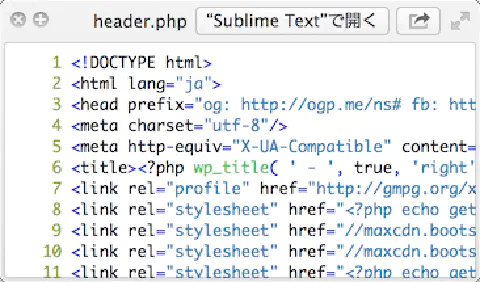 header.php "Sublime Text"で開く
1 <!DOCTYPE html>
2 <html lang="ja">
3 <head prefix="og: http://ogp.me/ns# fb: htt
4 <meta charset="utf-8"/>
5 <meta http-equiv="X-UA-Compatible" content=
6 <title><?php wp_title( ' - ', true, 'right'
7 <link rel="profile" href="http://gmpg.org/x
8 <link rel="stylesheet" href="<?php echo get
9 <link rel="stylesheet" href="//maxcdn.boots
10 <link rel="stylesheet" href="//maxcdn.boots
11 <link rel="stylesheet" href="<?php echo get